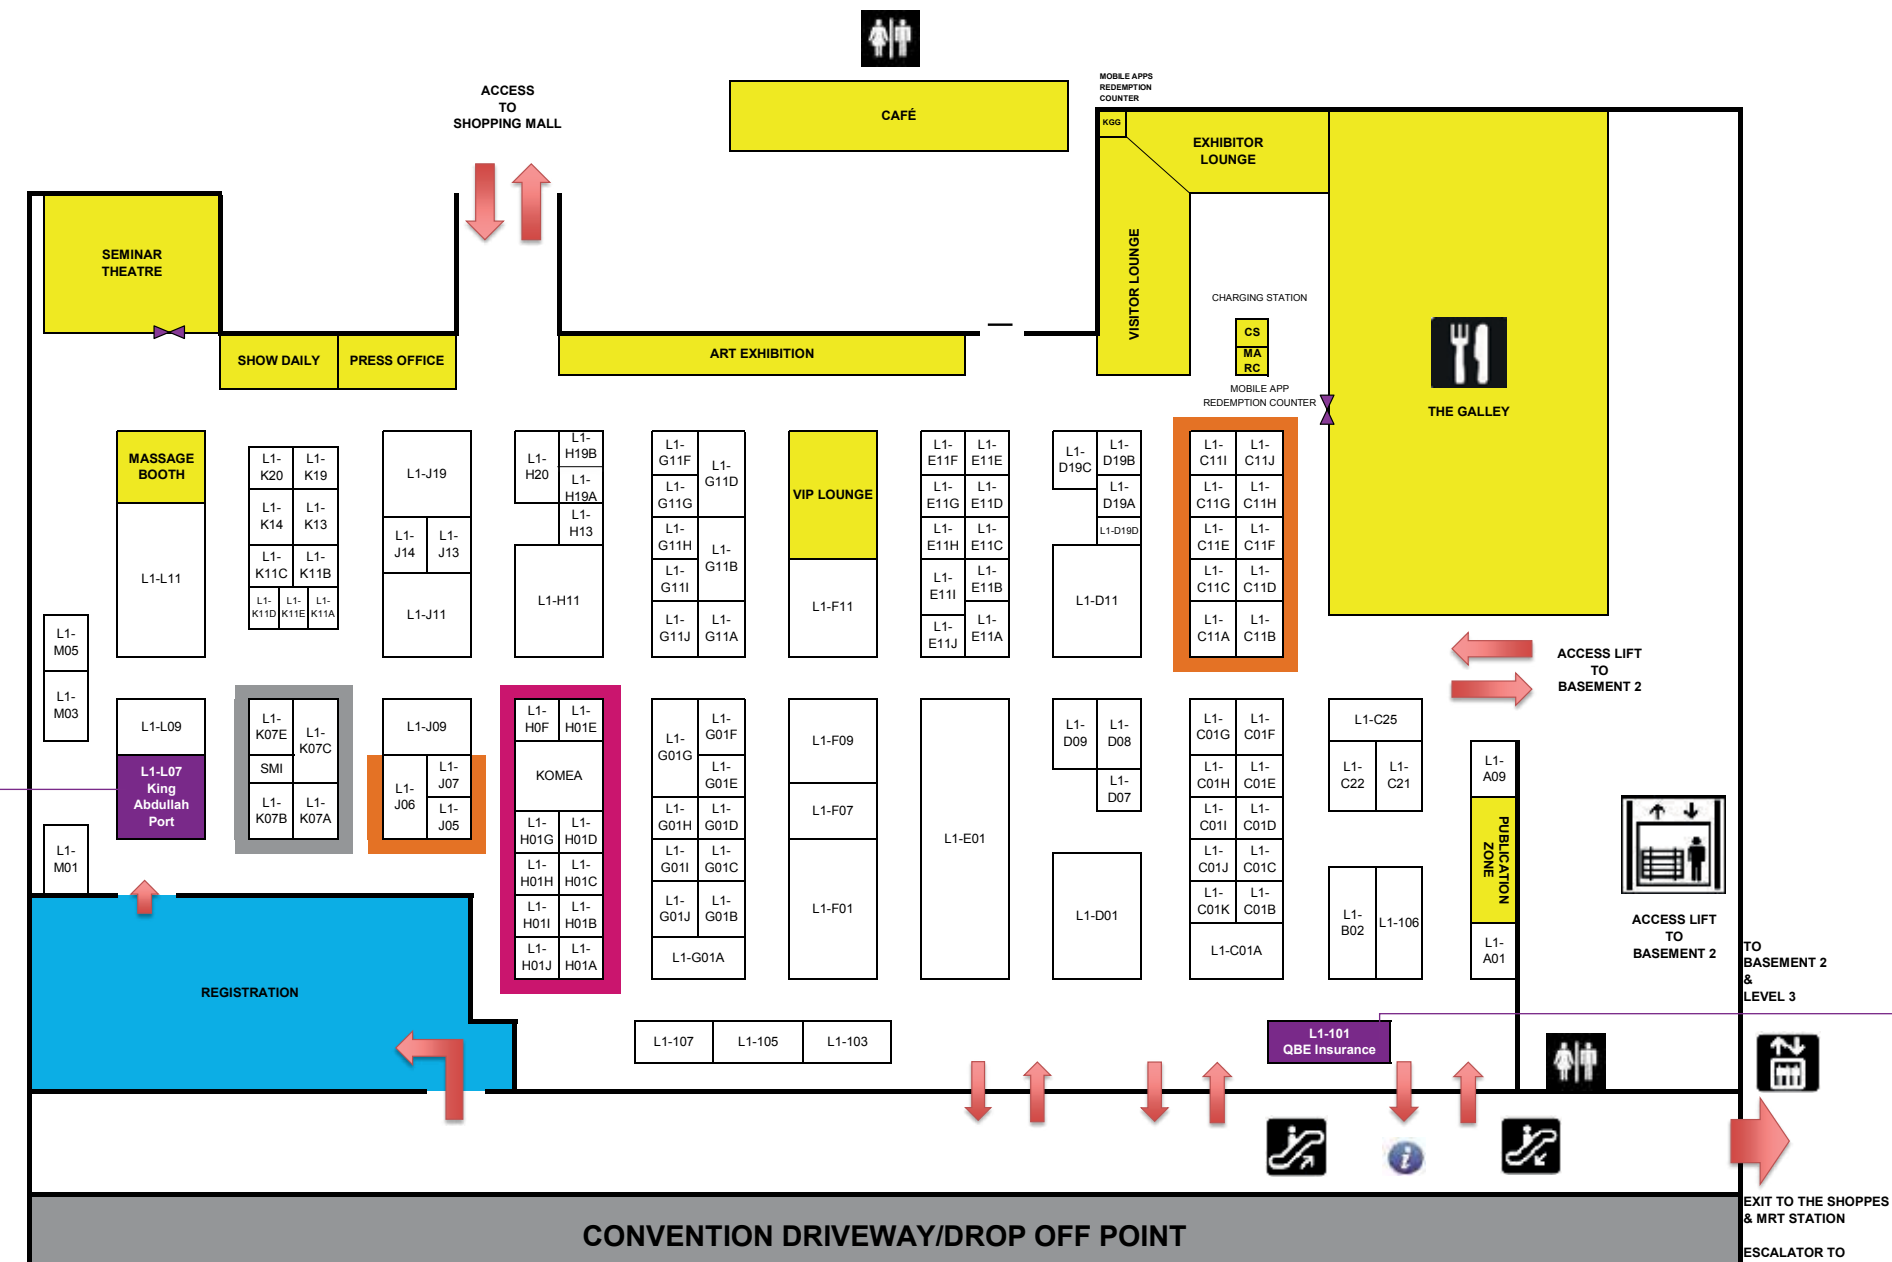 MOBILE APPS
REDEMPTION
COUNTER
ACCESS
TO
SHOPPING MALL
CAFÉ
KGG
EXHIBITOR
LOUNGE
SEMINAR
THEATRE
VISITOR LOUNGE
CHARGING STATION
CS
MA
RC
MOBILE APP
REDEMPTION COUNTER
SHOW DAILY
PRESS OFFICE
ART EXHIBITION
THE GALLEY
MASSAGE
BOOTH
L1-L11
L1-
K20
L1-
K19
L1-
K14
L1-
K13
L1-
K11C
L1-
K11B
L1-
K11D
L1-
K11E
L1-
K11A
L1-J19
L1-
J14
L1-
J13
L1-J11
L1-
H20
L1-
H19B
L1-
H19A
L1-
H13
L1-H11
L1-
G11F
L1-
G11D
L1-
G11G
L1-
G11H
L1-
G11B
L1-
G11I
L1-
G11J
L1-
G11A
VIP LOUNGE
L1-F11
L1-
E11F
L1-
E11E
L1-
E11G
L1-
E11D
L1-
E11H
L1-
E11C
L1-
E11I
L1-
E11B
L1-
E11J
L1-
E11A
L1-
D19C
L1-
D19B
L1-
D19A
L1-D19D
L1-D11
L1-
C11I
L1-
C11J
L1-
C11G
L1-
C11H
L1-
C11E
L1-
C11F
L1-
C11C
L1-
C11D
L1-
C11A
L1-
C11B
L1-
M05
L1-
M03
L1-
M01
ACCESS LIFT
TO
BASEMENT 2
L1-L09
L1-L07
King
Abdullah
Port
L1-
K07E
L1-
K07C
SMI
L1-
K07B
L1-
K07A
L1-J09
L1-
J06
L1-
J07
L1-
J05
L1-
H0F
L1-
H01E
KOMEA
L1-
H01G
L1-
H01D
L1-
H01H
L1-
H01C
L1-
H01I
L1-
H01B
L1-
H01J
L1-
H01A
L1-
G01G
L1-
G01F
L1-
G01E
L1-
G01H
L1-
G01D
L1-
G01I
L1-
G01C
L1-
G01J
L1-
G01B
L1-G01A
L1-F09
L1-F07
L1-F01
L1-E01
L1-
D09
L1-
D08
L1-
D07
L1-D01
L1-
C01G
L1-
C01F
L1-
C01H
L1-
C01E
L1-
C01I
L1-
C01D
L1-
C01J
L1-
C01C
L1-
C01K
L1-
C01B
L1-C01A
L1-C25
L1-
C22
L1-
C21
L1-
B02
L1-106
L1-
A09
PUBLICATION
ZONE
L1-
A01
ACCESS LIFT
TO
BASEMENT 2
TO
BASEMENT 2
&
LEVEL 3
REGISTRATION
L1-107
L1-105
L1-103
L1-101
QBE Insurance
i
EXIT TO THE SHOPPES
& MRT STATION
CONVENTION DRIVEWAY/DROP OFF POINT
ESCALATOR TO